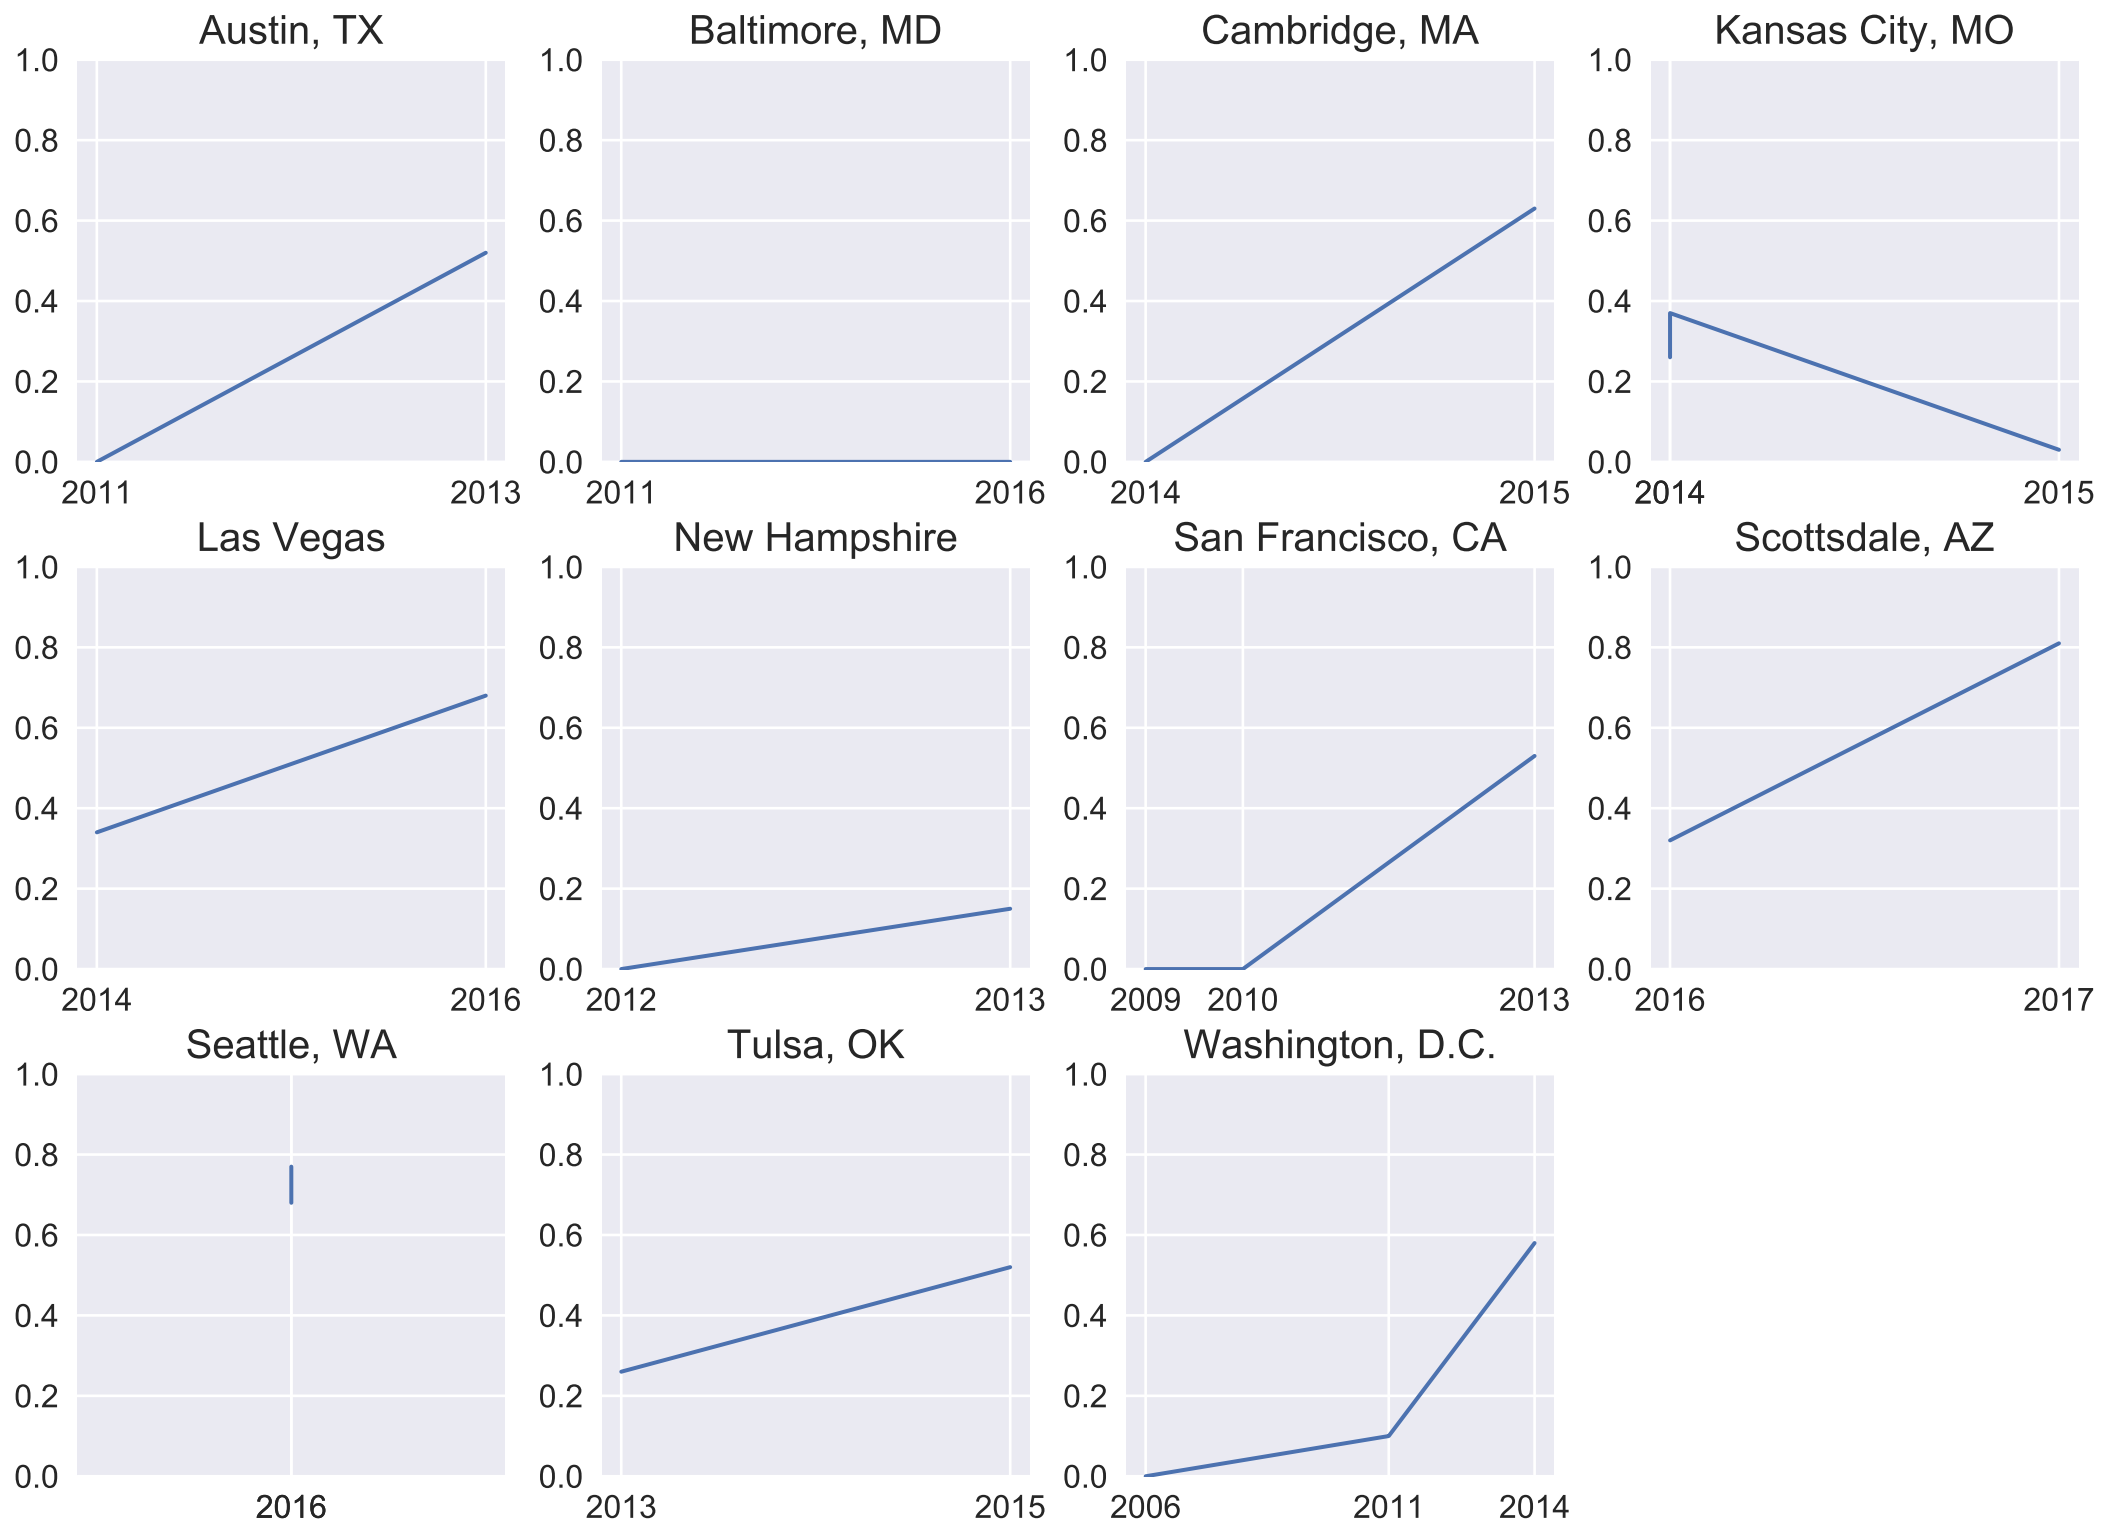 Austin, TX Baltimore, MD Cambridge, MA Kansas City, MO
1.0 1.0 1.0 1.0
0.8 0.8 0.8 0.8
0.6 0.6 0.6 0.6
0.4 0.4 0.4 0.4
0.2 0.2 0.2 0.2
0.0 0.0 0.0 0.0
2011 2013 2011 2016 2014 2015 2014 2015
Las Vegas New Hampshire San Francisco, CA Scottsdale, AZ
1.0 1.0 1.0 1.0
0.8 0.8 0.8 0.8
0.6 0.6 0.6 0.6
0.4 0.4 0.4 0.4
0.2 0.2 0.2 0.2
0.0 0.0 0.0 0.0
2014 2016 2012 2013 2009 2010 2013 2016 2017
Seattle, WA Tulsa, OK Washington, D.C.
1.0 1.0 1.0
0.8 0.8 0.8
0.6 0.6 0.6
0.4 0.4 0.4
0.2 0.2 0.2
0.0 0.0 0.0
2016 2013 2015 2006 2011 2014